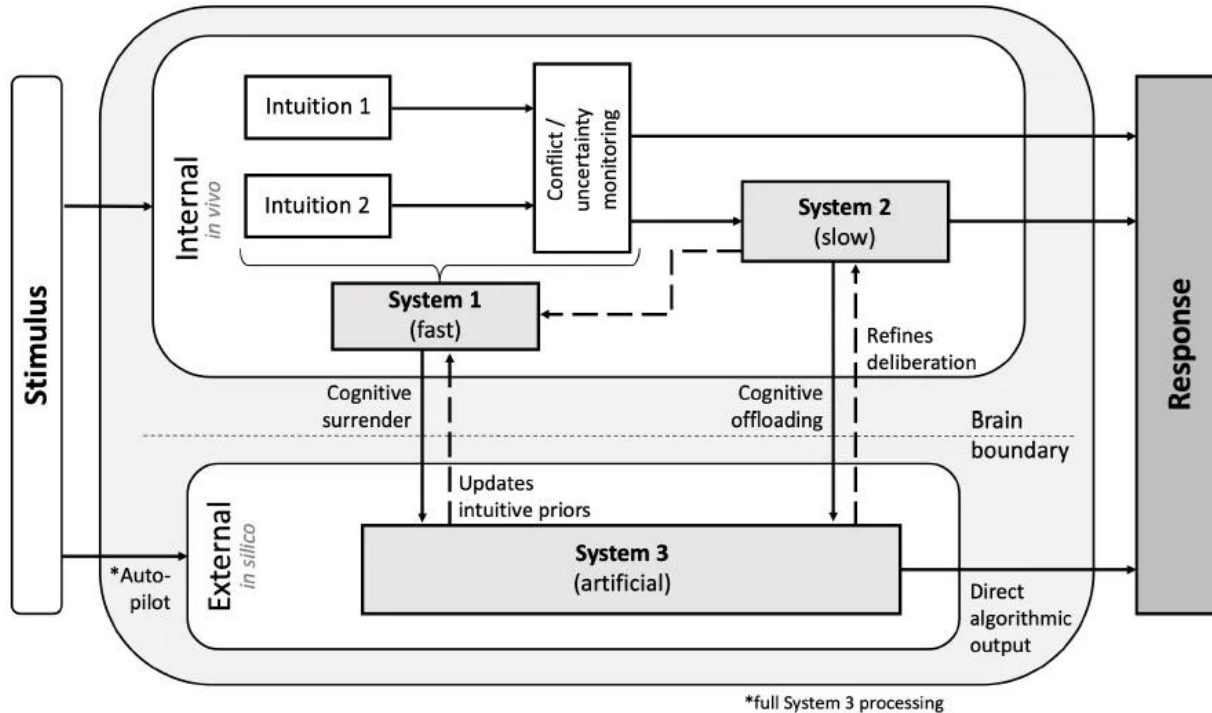 Stimulus
Internal
in vivo
Intuition 1
Intuition 2
Conflict /
uncertainty
monitoring
System 1
(fast)
System 2
(slow)
Cognitive
surrender
Updates
intuitive priors
Cognitive
offloading
Refines
deliberation
Brain
boundary
External
in silico
System 3
(artificial)
*Auto-
pilot
Direct
algorithmic
output
Response
*full System 3 processing